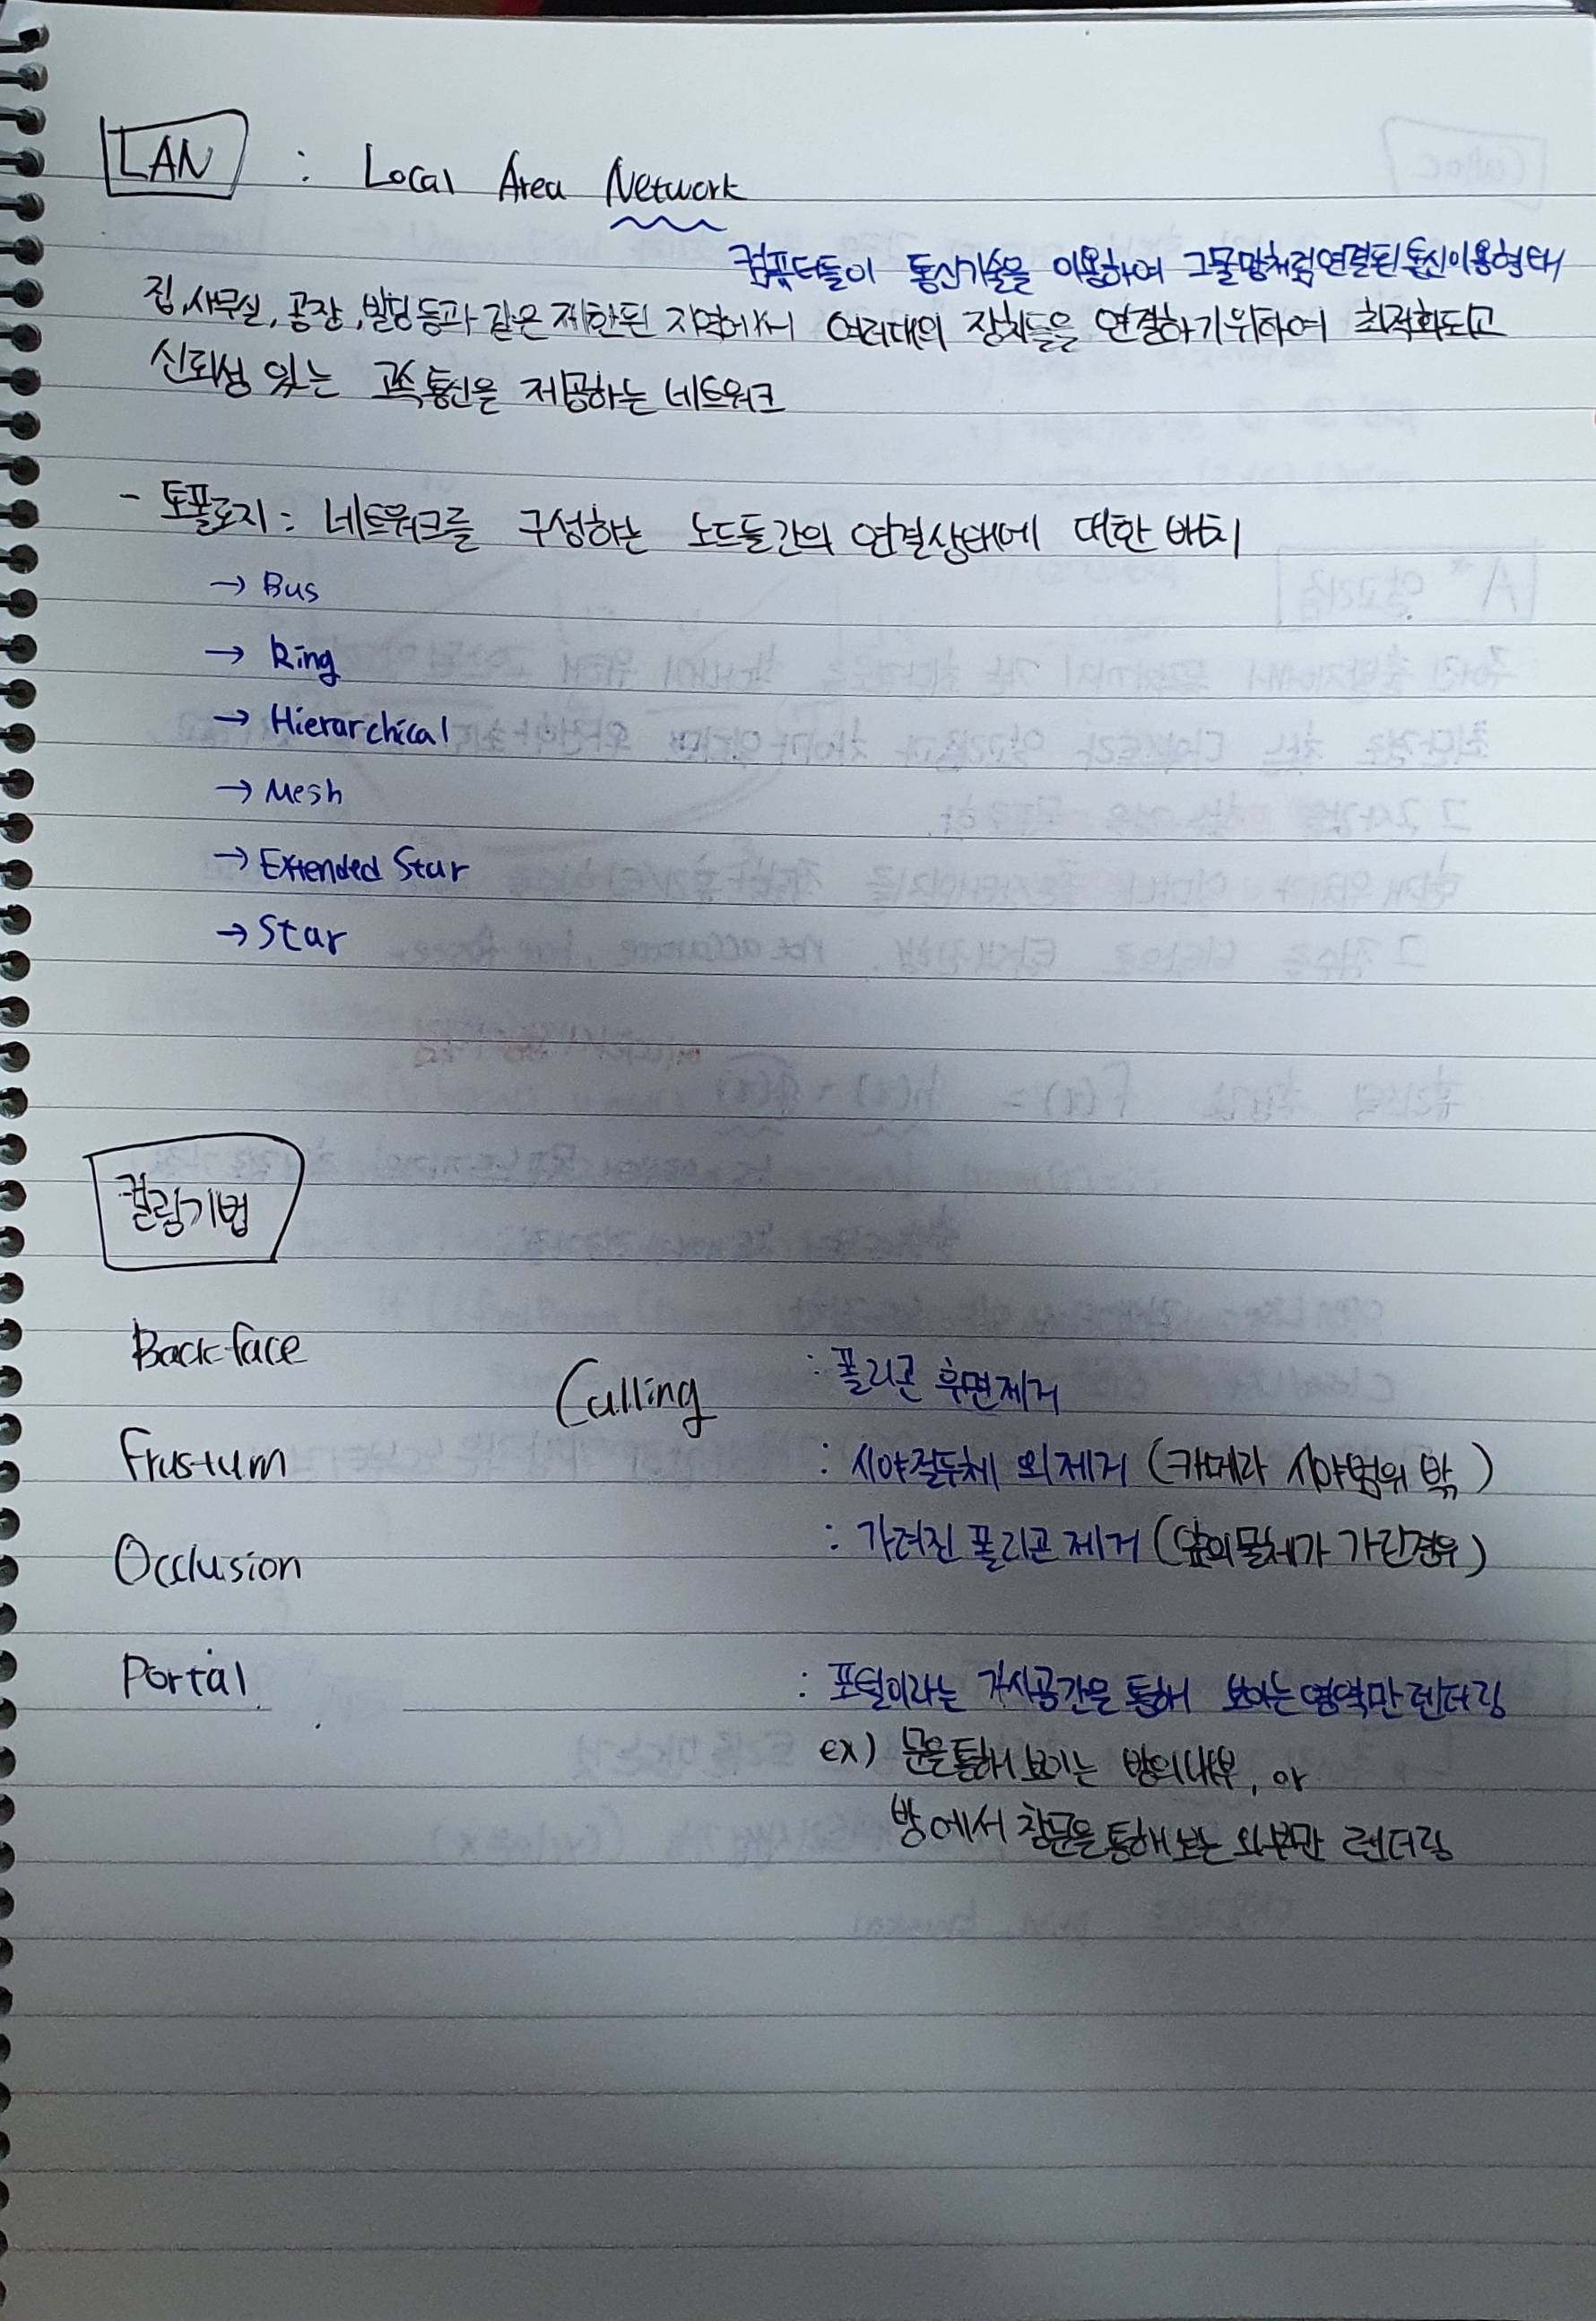 LAN : Local Area Network
컴퓨터들이 통신기술을 이용하여 그물망처럼 연결된 통신이용형태
집, 사무실, 공장, 빌딩 등과 같은 제한된 지역에서 여러대의 장치들을 연결하기위하여 최적화되고
신뢰성 있는 고속통신을 제공하는 네트워크
- 토폴로지 : 네트워크를 구성하는 노드들간의 연결상태에 대한 배치
→ Bus
→ Ring
→ Hierarchical
→ Mesh
→ Extended Star
→ Star
컬링기법
Back-face Culling : 폴리곤 후면제거
Frustum : 시야절두체 외 제거 (카메라 시야범위 밖)
Occlusion : 가려진 폴리곤 제거 (앞의 물체가 가린경우)
Portal : 포털이라는 가시공간을 통해 보이는 영역만 렌더링
ex) 문을 통해 보이는 방의 내부, or
방에서 창문을 통해 보는 외부만 렌더링